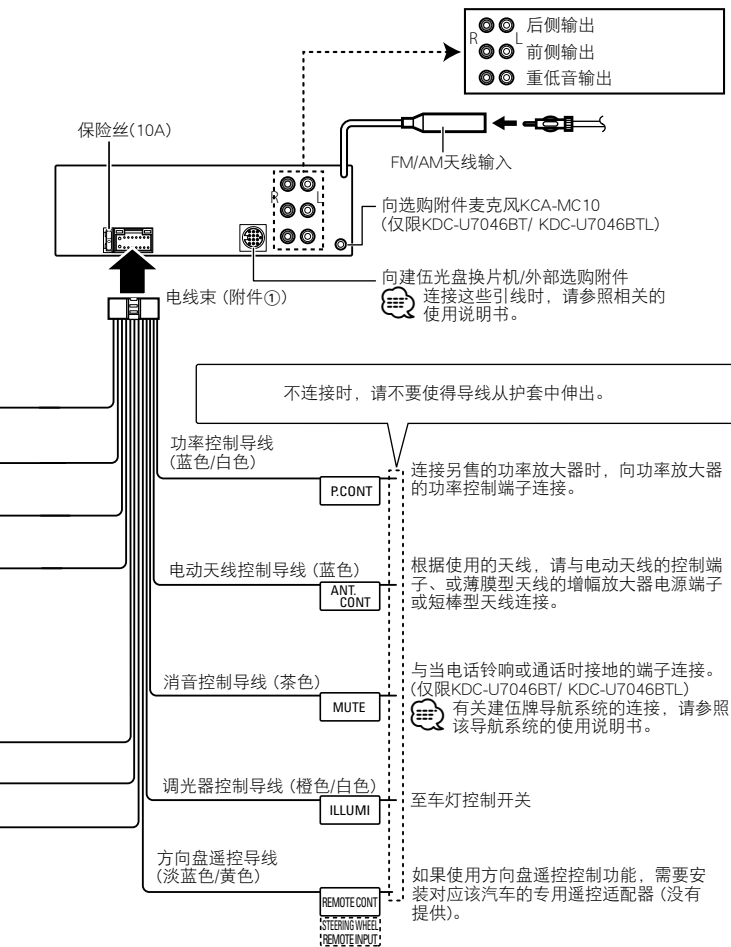 R
L
后侧输出
前侧输出
重低音输出
保险丝(10A)
FM/AM天线输入
R
L
向选购附件麦克风KCA-MC10
(仅限KDC-U7046BT/ KDC-U7046BTL)
向建伍光盘换片机/外部选购附件
连接这些引线时，请参照相关的
使用说明书。
电线束 (附件①)
不连接时，请不要使得导线从护套中伸出。
功率控制导线
(蓝色/白色)
P.CONT
连接另售的功率放大器时，向功率放大器
的功率控制端子连接。
电动天线控制导线 (蓝色)
ANT.
CONT
根据使用的天线，请与电动天线的控制端
子、或薄膜型天线的增幅放大器电源端子
或短棒型天线连接。
消音控制导线 (茶色)
MUTE
与当电话铃响或通话时接地的端子连接。
(仅限KDC-U7046BT/ KDC-U7046BTL)
有关建伍牌导航系统的连接，请参照
该导航系统的使用说明书。
调光器控制导线 (橙色/白色)
ILLUMI
至车灯控制开关
方向盘遥控导线
(淡蓝色/黄色)
REMOTE CONT
STEERING WHEEL
REMOTE INPUT
如果使用方向盘遥控控制功能，需要安
装对应该汽车的专用遥控适配器 (没有
提供)。